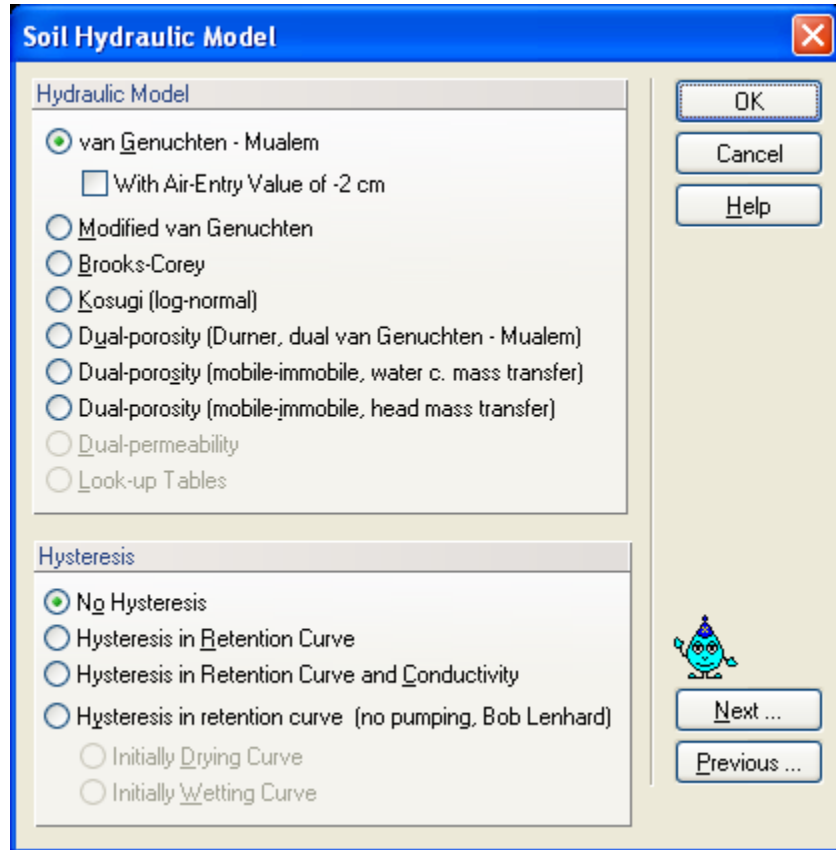 Soil Hydraulic Model
Hydraulic Model
van Genuchten - Mualem
With Air-Entry Value of -2 cm
Modified van Genuchten
Brooks-Corey
Kosugi (log-normal)
Dual-porosity (Durner, dual van Genuchten - Mualem)
Dual-porosity (mobile-immobile, water c. mass transfer)
Dual-porosity (mobile-immobile, head mass transfer)
Dual-permeability
Look-up Tables
Hysteresis
No Hysteresis
Hysteresis in Retention Curve
Hysteresis in Retention Curve and Conductivity
Hysteresis in retention curve (no pumping, Bob Lenhard)
Initially Drying Curve
Initially Wetting Curve
OK
Cancel
Help
Next ...
Previous ...